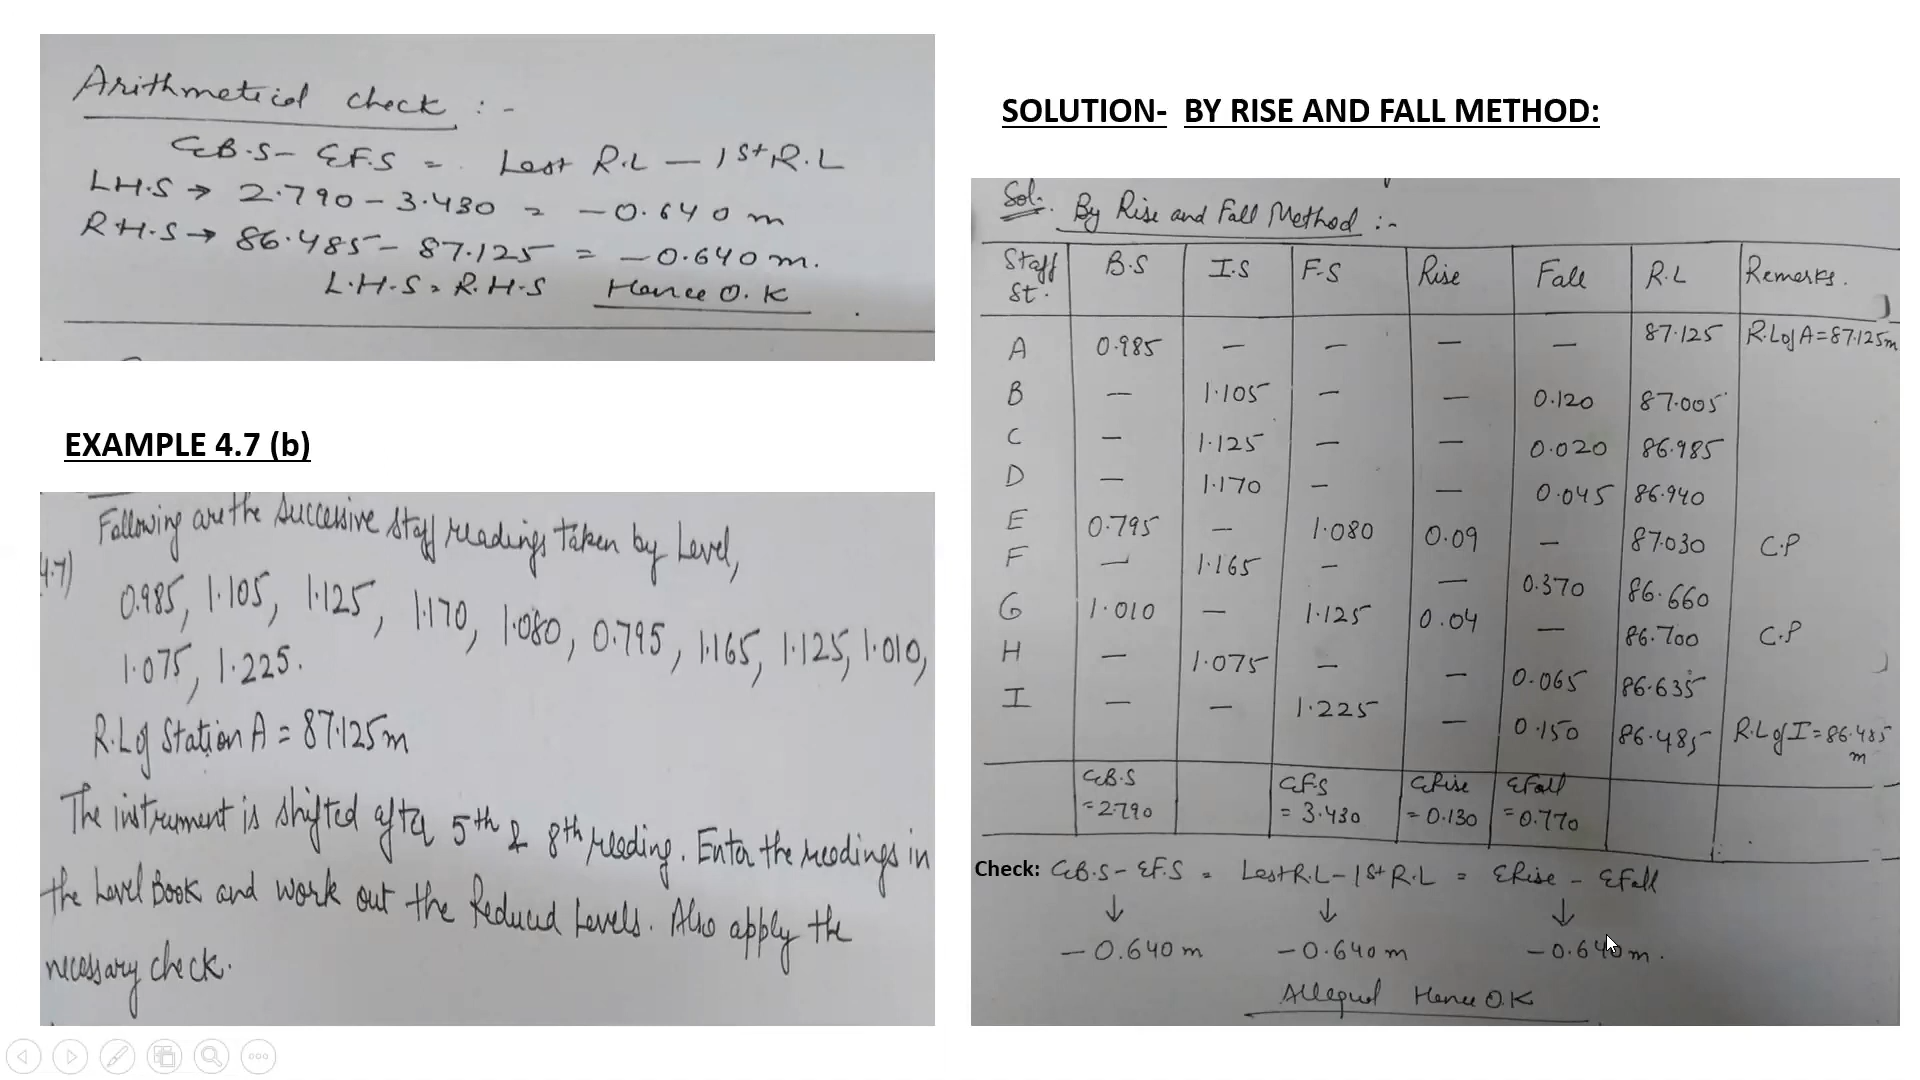 Arithmetical check :-
ΣB.S - ΣF.S = Last R.L - 1st R.L
L.H.S → 2.790 - 3.430 = -0.640 m
R.H.S → 86.485 - 87.125 = -0.640 m.
L.H.S = R.H.S Hence O.K
EXAMPLE 4.7 (b)
Following are the successive staff readings taken by Level,
4.7)
0.985, 1.105, 1.125, 1.170, 1.080, 0.795, 1.165, 1.125, 1.010,
1.075, 1.225.
R.L of Station A = 87.125m
The instrument is shifted after 5th & 8th reading. Enter the readings in
the Level Book and work out the Reduced Levels. Also apply the
necessary check.
SOLUTION- BY RISE AND FALL METHOD:
Sol:. By Rise and Fall Method :-
Staff St. B.S I.S F.S Rise Fall R.L Remarks.
A 0.985 — — — — 87.125 R.L of A = 87.125m
B — 1.105 — — 0.120 87.005
C — 1.125 — — 0.020 86.985
D — 1.170 — — 0.045 86.940
E 0.795 — 1.080 0.09 — 87.030 C.P
F — 1.165 — — 0.370 86.660
G 1.010 — 1.125 0.04 — 86.700 C.P
H — 1.075 — — 0.065 86.635
I — — 1.225 — 0.150 86.485 R.L of I = 86.485 m
ΣB.S = 2.790 ΣF.S = 3.430 ΣRise = 0.130 ΣFall = 0.770
Check: ΣB.S - ΣF.S = Last R.L - 1st R.L = ΣRise - ΣFall
↓ ↓ ↓
-0.640 m -0.640 m -0.640 m.
All equal Hence O.K